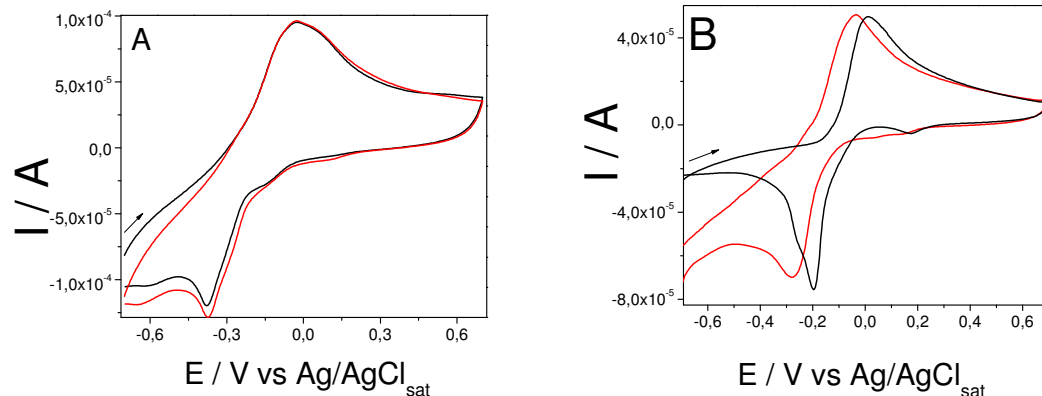 A
I / A
1,0x10-4
5,0x10-5
0,0
-5,0x10-5
-1,0x10-4
-0,6 -0,3 0,0 0,3 0,6
E / V vs Ag/AgClsat
B
I / A
4,0x10-5
0,0
-4,0x10-5
-8,0x10-5
-0,6 -0,4 -0,2 0,0 0,2 0,4 0,6
E / V vs Ag/AgClsat